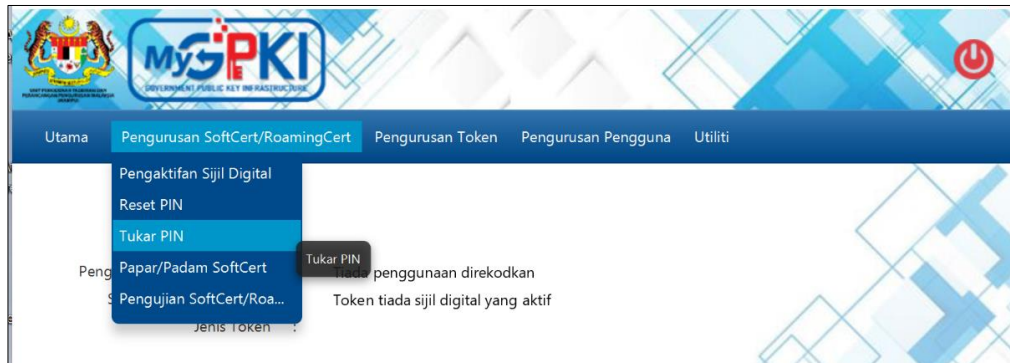 MyGPKI
GOVERNMENT PUBLIC KEY INFRASTRUCTURE
Utama Pengurusan SoftCert/RoamingCert Pengurusan Token Pengurusan Pengguna Utiliti
Pengaktifan Sijil Digital
Reset PIN
Tukar PIN
Tukar PIN
Peng
Papar/Padam SoftCert
Tiada penggunaan direkodkan
S
Pengujian SoftCert/Roa...
Token tiada sijil digital yang aktif
Jenis Token :